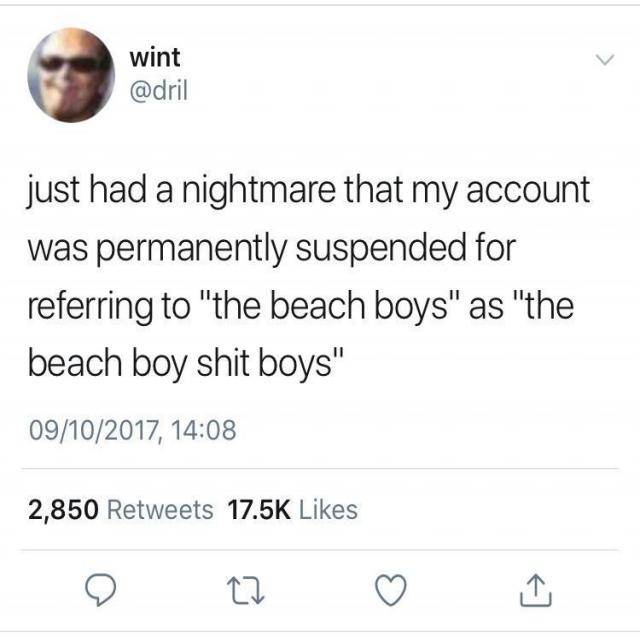 wint
@dril
just had a nightmare that my account
was permanently suspended for
referring to "the beach boys" as "the
beach boy shit boys"
09/10/2017, 14:08
2,850 Retweets 17.5K Likes